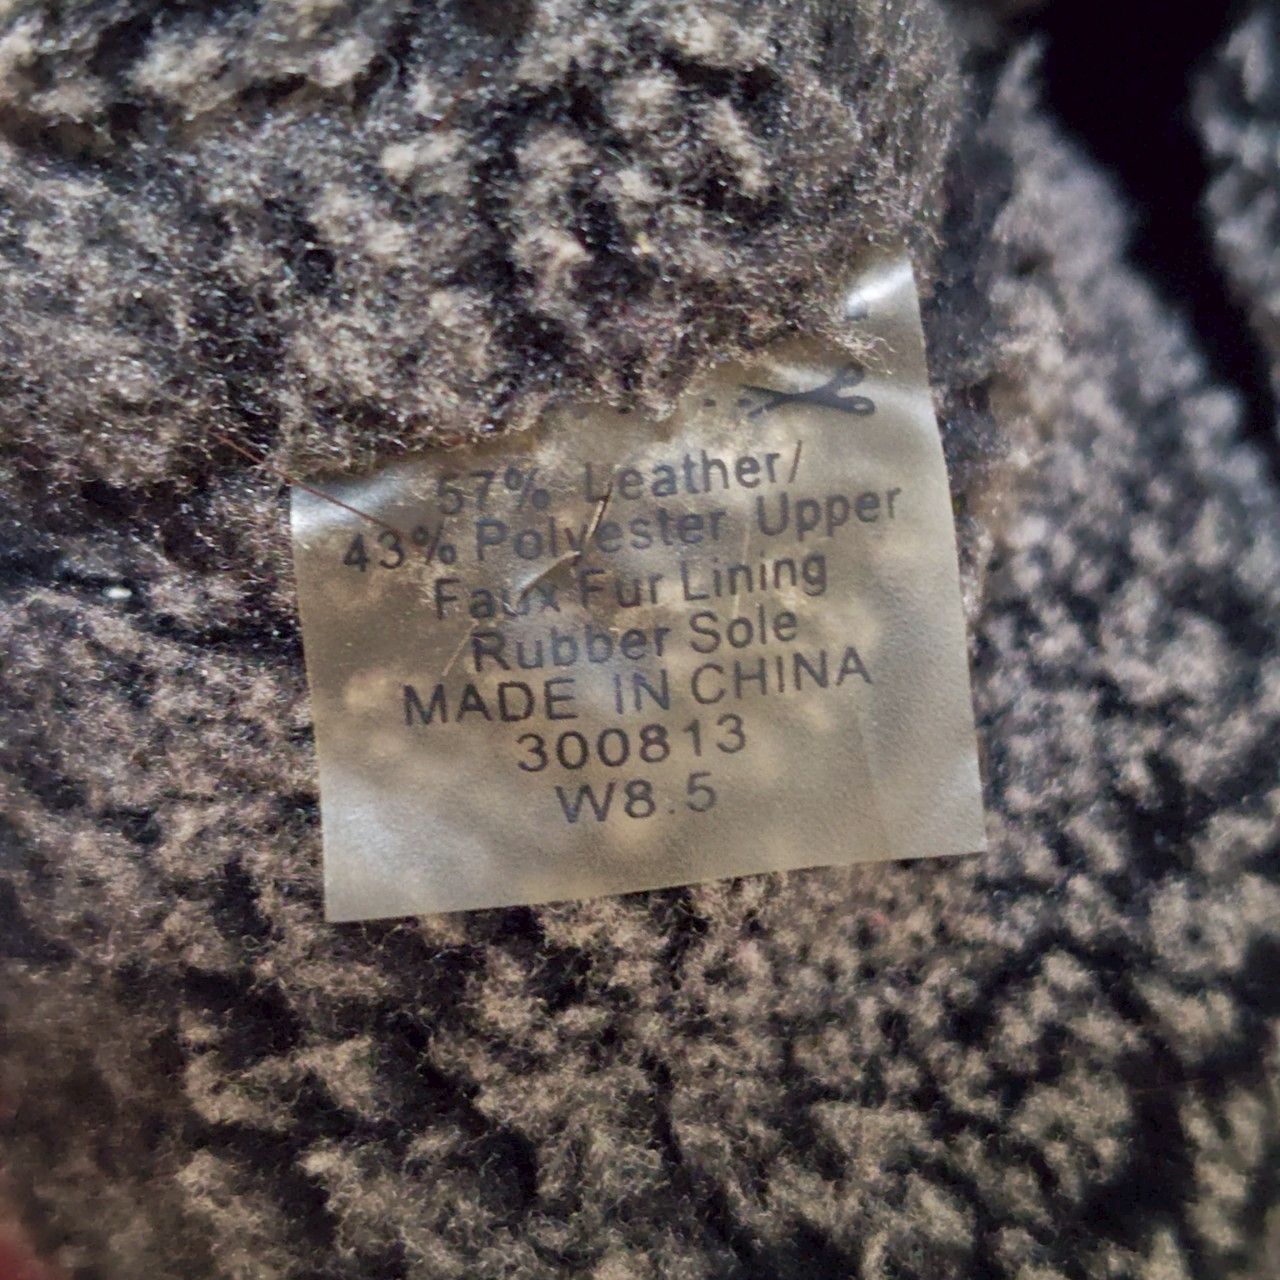 57% Leather/
43% Polyester Upper
Faux Fur Lining
Rubber Sole
MADE IN CHINA
300813
W8.5